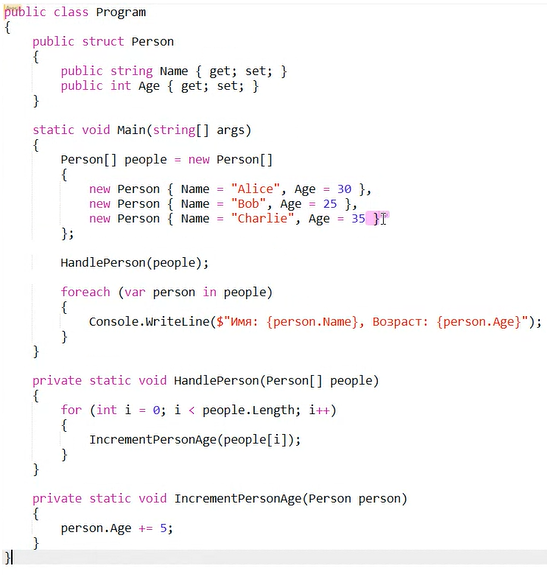 public class Program
{
    public struct Person
    {
        public string Name { get; set; }
        public int Age { get; set; }
    }

    static void Main(string[] args)
    {
        Person[] people = new Person[]
        {
            new Person { Name = "Alice", Age = 30 },
            new Person { Name = "Bob", Age = 25 },
            new Person { Name = "Charlie", Age = 35 }
        };

        HandlePerson(people);

        foreach (var person in people)
        {
            Console.WriteLine($"Имя: {person.Name}, Возраст: {person.Age}");
        }
    }

    private static void HandlePerson(Person[] people)
    {
        for (int i = 0; i < people.Length; i++)
        {
            IncrementPersonAge(people[i]);
        }
    }

    private static void IncrementPersonAge(Person person)
    {
        person.Age += 5;
    }
}